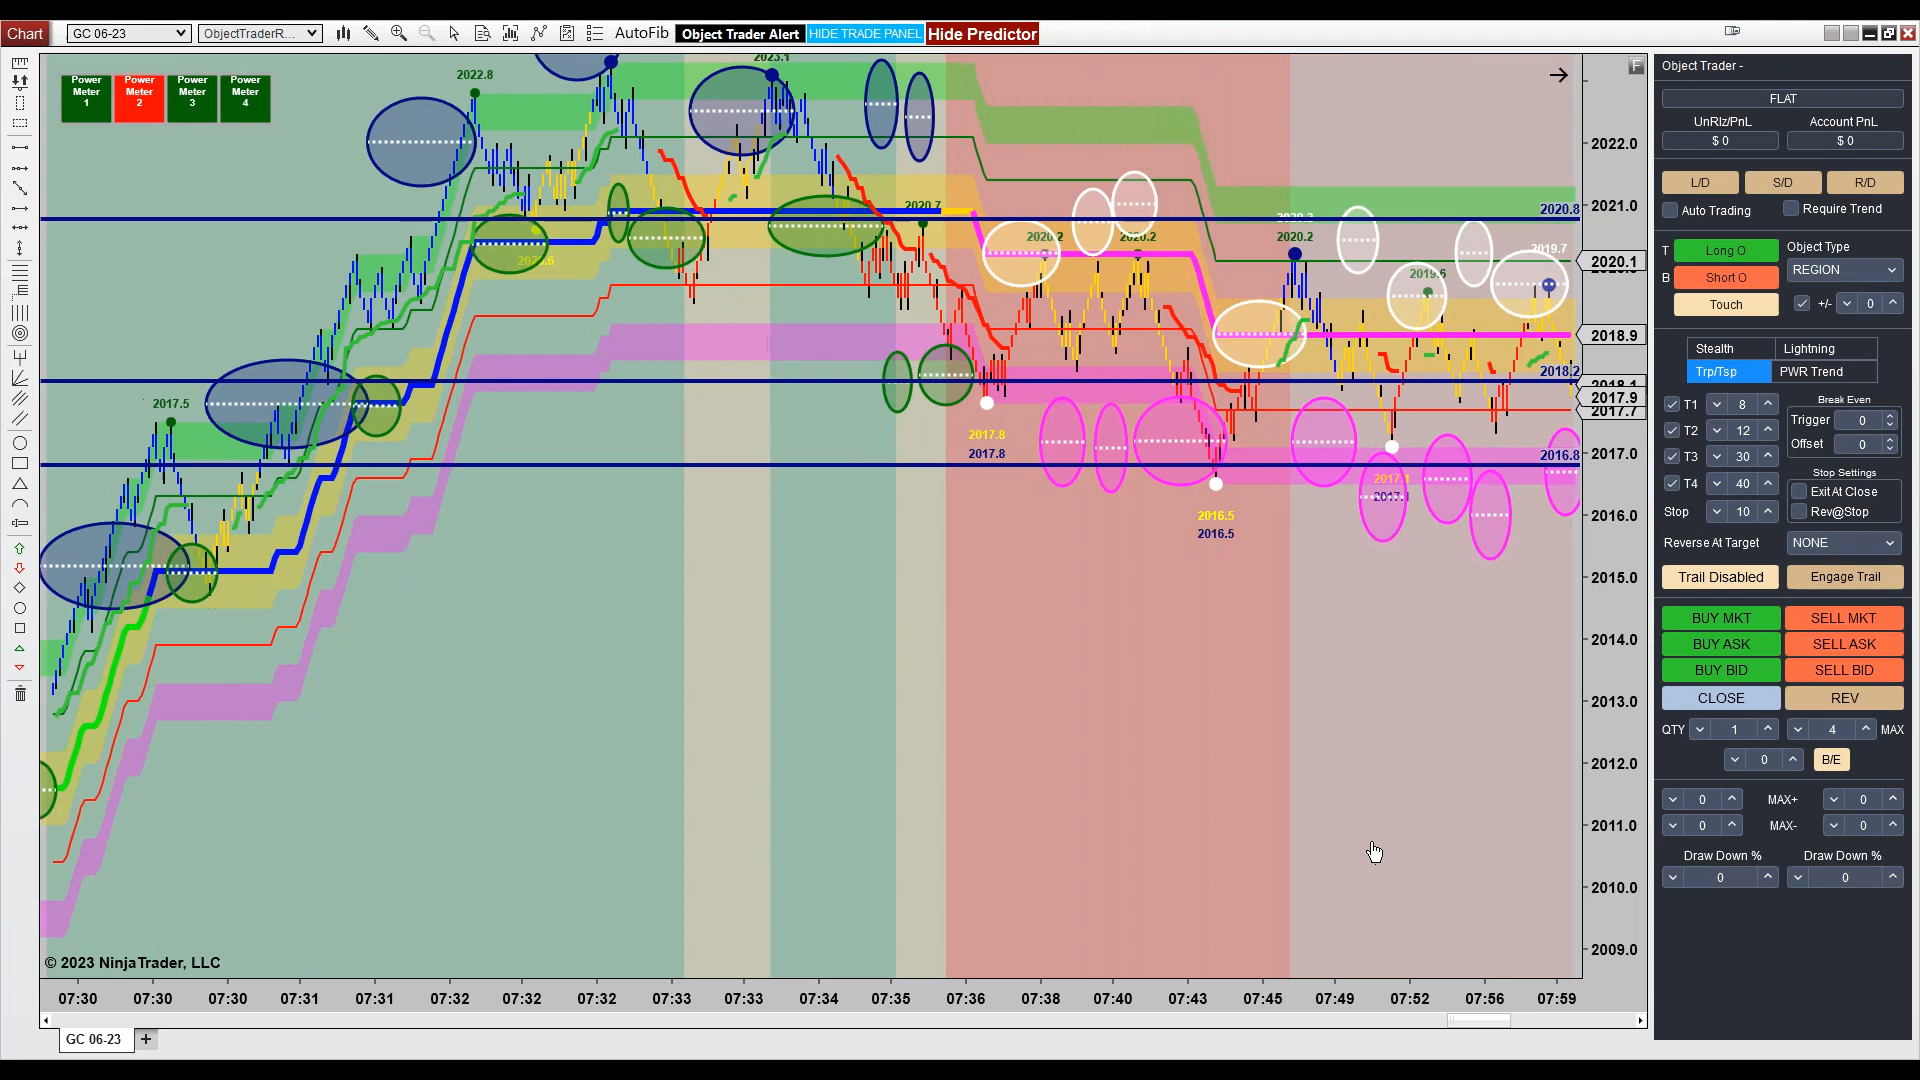 Chart
GC 06-23
ObjectTraderR...
AutoFib
Object Trader Alert
HIDE TRADE PANEL
Hide Predictor
Power Meter 1
Power Meter 2
Power Meter 3
Power Meter 4
F
2022.8
2023.1
2020.7
2020.2
2020.2
2020.2
2019.6
2019.7
2017.5
2017.8
2017.8
2016.5
2016.5
2017.1
2017.1
2020.8
2018.2
2016.8
2022.0
2021.0
2020.1
2018.9
2018.1
2017.9
2017.7
2017.0
2016.0
2015.0
2014.0
2013.0
2012.0
2011.0
2010.0
2009.0
© 2023 NinjaTrader, LLC
07:30 07:30 07:30 07:31 07:31 07:32 07:32 07:32 07:33 07:33 07:34 07:35 07:36 07:38 07:40 07:43 07:45 07:49 07:52 07:56 07:59
GC 06-23 +
Object Trader -
FLAT
UnRlz/PnL Account PnL
$ 0 $ 0
L/D S/D R/D
Auto Trading Require Trend
T Long O Object Type
B Short O REGION
Touch +/- 0
Stealth Lightning
Trp/Tsp PWR Trend
T1 8 Break Even
Trigger 0
T2 12
Offset 0
T3 30
Stop Settings
T4 40 Exit At Close
Stop 10 Rev@Stop
Reverse At Target NONE
Trail Disabled Engage Trail
BUY MKT SELL MKT
BUY ASK SELL ASK
BUY BID SELL BID
CLOSE REV
QTY 1 4 MAX
0 B/E
0 MAX+ 0
0 MAX- 0
Draw Down % Draw Down %
0 0